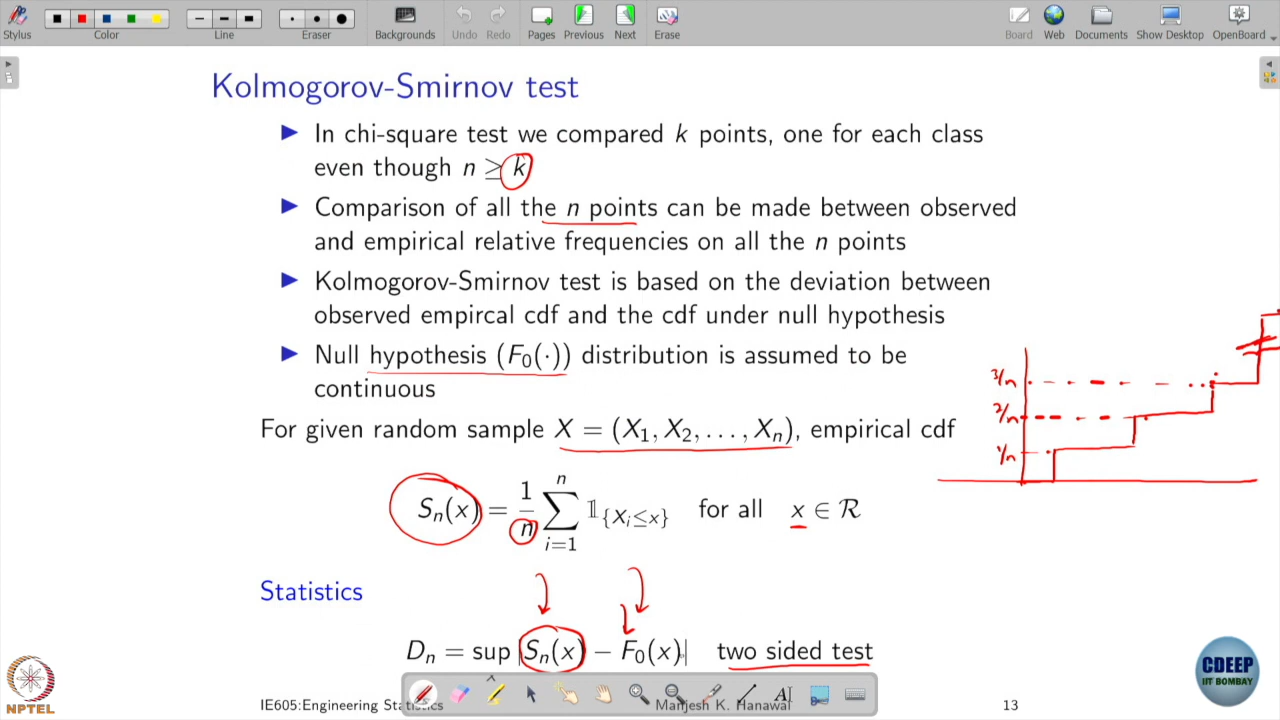 Stylus Color Line Eraser Backgrounds Undo Redo Pages Previous Next Erase Board Web Documents Show Desktop OpenBoard
Kolmogorov-Smirnov test
▶ In chi-square test we compared k points, one for each class
even though n ≥ k
▶ Comparison of all the n points can be made between observed
and empirical relative frequencies on all the n points
▶ Kolmogorov-Smirnov test is based on the deviation between
observed empircal cdf and the cdf under null hypothesis
▶ Null hypothesis (F₀(·)) distribution is assumed to be
continuous
For given random sample X = (X₁, X₂, . . . , Xₙ), empirical cdf
Sₙ(x) = 1/n ∑ᵢ₌₁ⁿ 𝟙{Xᵢ≤x} for all x ∈ ℛ
3/n
2/n
1/n
Statistics
Dₙ = sup |Sₙ(x) − F₀(x)| two sided test
NPTEL
IE605:Engineering Statistics
Manjesh K. Hanawal
13
CDEEP
IIT BOMBAY